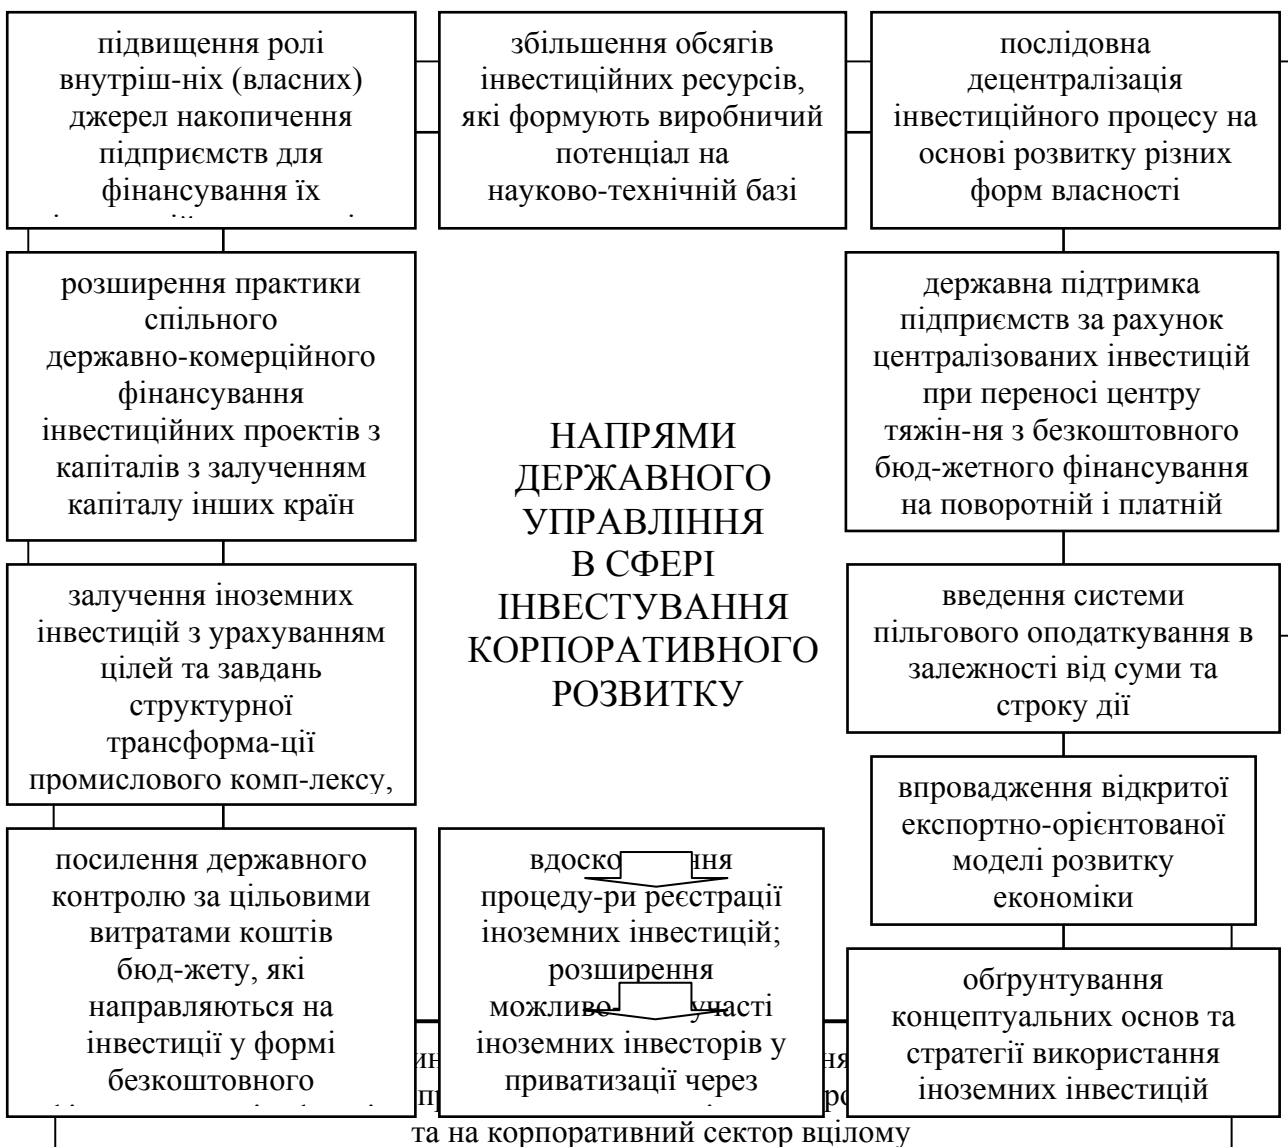 підвищення ролі
внутріш-ніх (власних)
джерел накопичення
підприємств для
фінансування їх
збільшення обсягів
інвестиційних ресурсів,
які формують виробничий
потенціал на
науково-технічній базі
послідовна
децентралізація
інвестиційного процесу на
основі розвитку різних
форм власності
розширення практики
спільного
державно-комерційного
фінансування
інвестиційних проектів з
капіталів з залученням
капіталу інших країн
НАПРЯМИ
ДЕРЖАВНОГО
УПРАВЛІННЯ
В СФЕРІ
ІНВЕСТУВАННЯ
КОРПОРАТИВНОГО
РОЗВИТКУ
державна підтримка
підприємств за рахунок
централізованих інвестицій
при переносі центру
тяжін-ня з безкоштовного
бюд-жетного фінансування
на поворотній і платній
залучення іноземних
інвестицій з урахуванням
цілей та завдань
структурної
трансформа-ції
промислового комп-лексу,
введення системи
пільгового оподаткування в
залежності від суми та
строку дії
впровадження відкритої
експортно-орієнтованої
моделі розвитку
економіки
посилення державного
контролю за цільовими
витратами коштів
бюд-жету, які
направляються на
інвестиції у формі
безкоштовного
процеду-ри реєстрації
іноземних інвестицій;
розширення
участі
іноземних інвесторів у
приватизації через
обґрунтування
концептуальних основ та
стратегії використання
іноземних інвестицій
та на корпоративний сектор вцілому